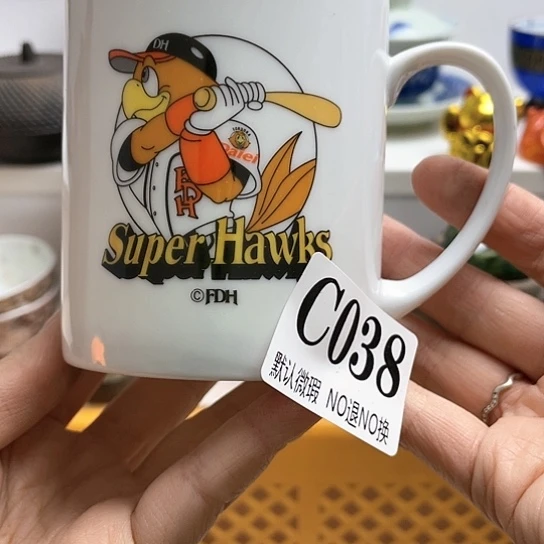 DH
Daiei
FDH
Super Hawks
©FDH
C038
默认微瑕 NO退NO换